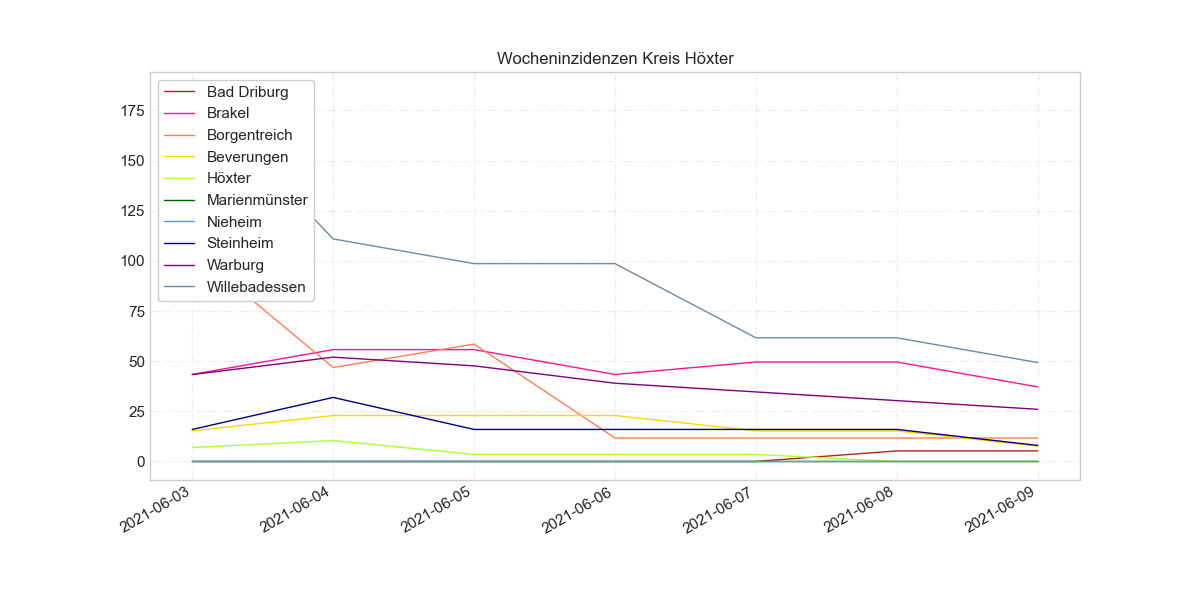 Wocheninzidenzen Kreis Höxter
Bad Driburg
Brakel
Borgentreich
Beverungen
Höxter
Marienmünster
Nieheim
Steinheim
Warburg
Willebadessen
175
150
125
100
75
50
25
0
2021-06-03
2021-06-04
2021-06-05
2021-06-06
2021-06-07
2021-06-08
2021-06-09